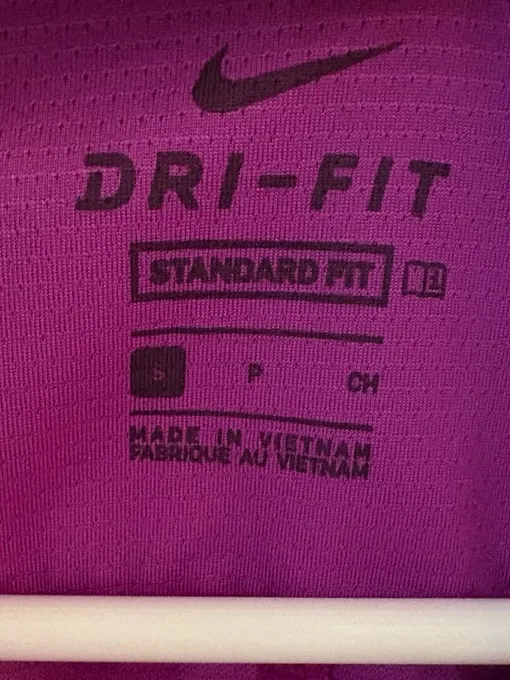 DRI-FIT
STANDARD FIT
S P CH
MADE IN VIETNAM
FABRIQUE AU VIETNAM